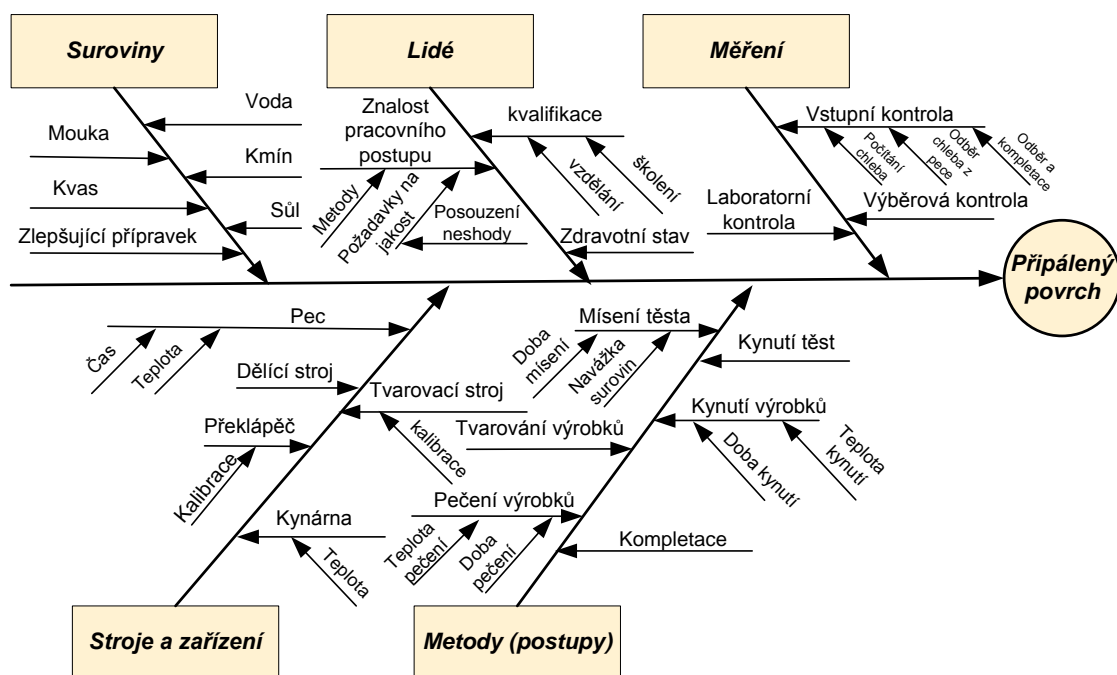 Suroviny
Lidé
Měření
Voda
Mouka
Kmín
Kvas
Sůl
Zlepšující přípravek
Znalost
pracovního
postupu
Metody
Požadavky na
jakost
Posouzení
neshody
kvalifikace
vzdělání
školení
Zdravotní stav
Vstupní kontrola
Počítání
chleba
Odběr
chleba z
pece
Odběr a
kompletace
Laboratorní
kontrola
Výběrová kontrola
Připálený
povrch
Pec
Čas
Teplota
Dělící stroj
Tvarovací stroj
kalibrace
Překlápěč
Kalibrace
Kynárna
Teplota
Mísení těsta
Doba
mísení
Navážka
surovin
Kynutí těst
Kynutí výrobků
Doba kynutí
Teplota
kynutí
Tvarování výrobků
Pečení výrobků
Teplota
pečení
Doba
pečení
Kompletace
Stroje a zařízení
Metody (postupy)